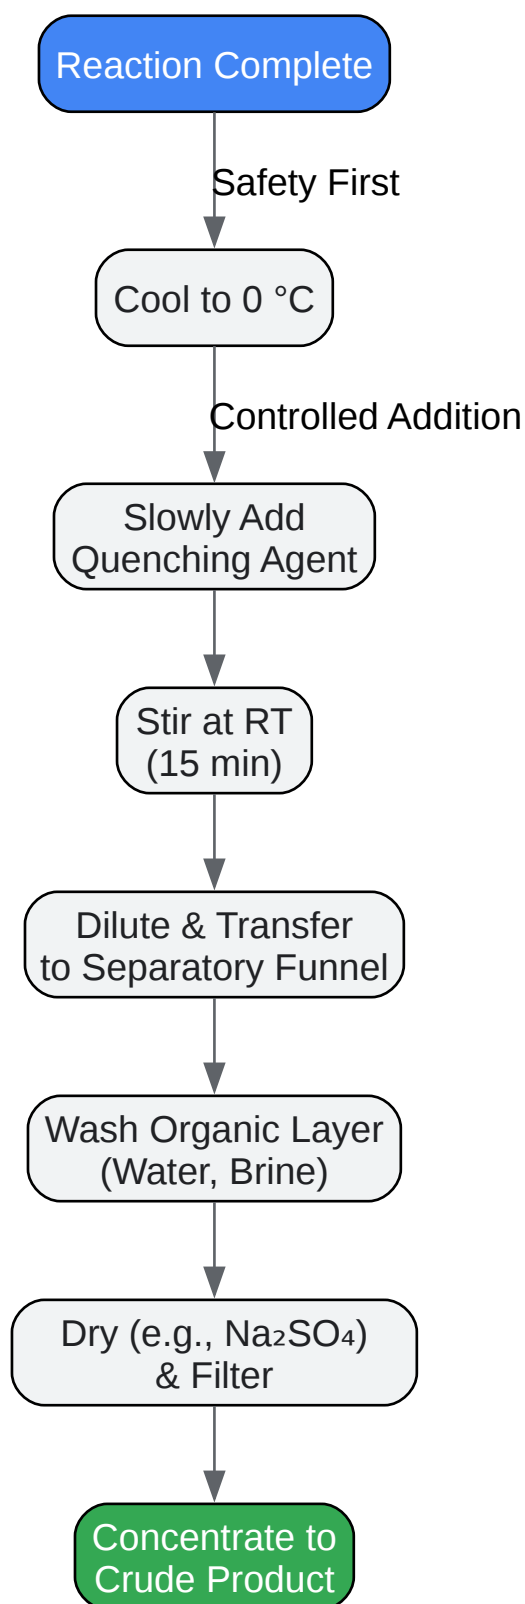 Reaction Complete
Safety First
Cool to 0 °C
Controlled Addition
Slowly Add
Quenching Agent
Stir at RT
(15 min)
Dilute & Transfer
to Separatory Funnel
Wash Organic Layer
(Water, Brine)
Dry (e.g., Na₂SO₄)
& Filter
Concentrate to
Crude Product